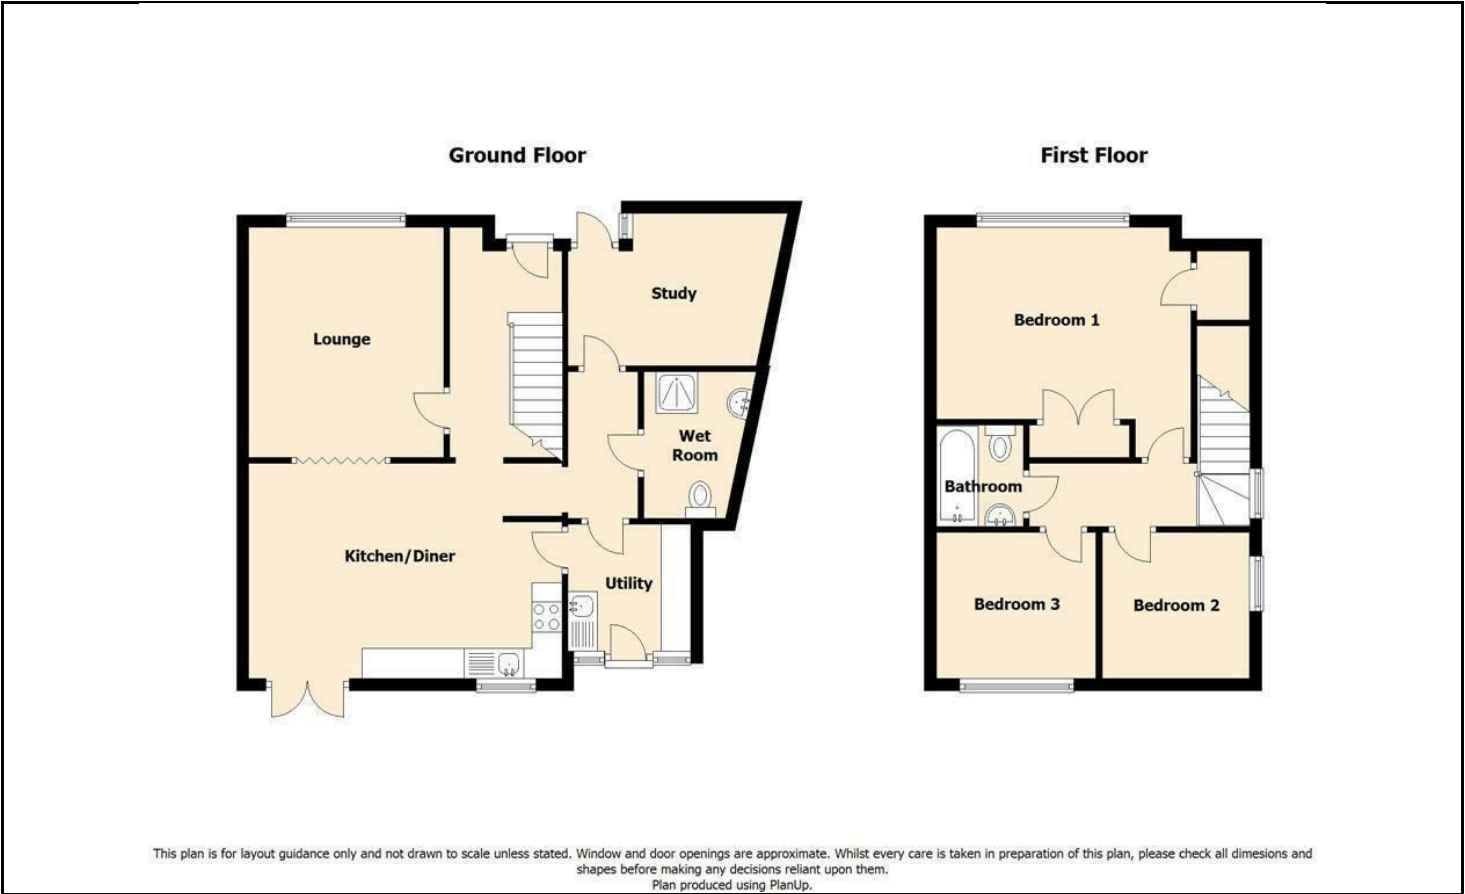 Ground Floor
First Floor
Study
Lounge
Bedroom 1
Wet
Room
Bathroom
Kitchen/Diner
Utility
Bedroom 3
Bedroom 2
This plan is for layout guidance only and not drawn to scale unless stated. Window and door openings are approximate. Whilst every care is taken in preparation of this plan, please check all dimesions and
shapes before making any decisions reliant upon them.
Plan produced using PlanUp.